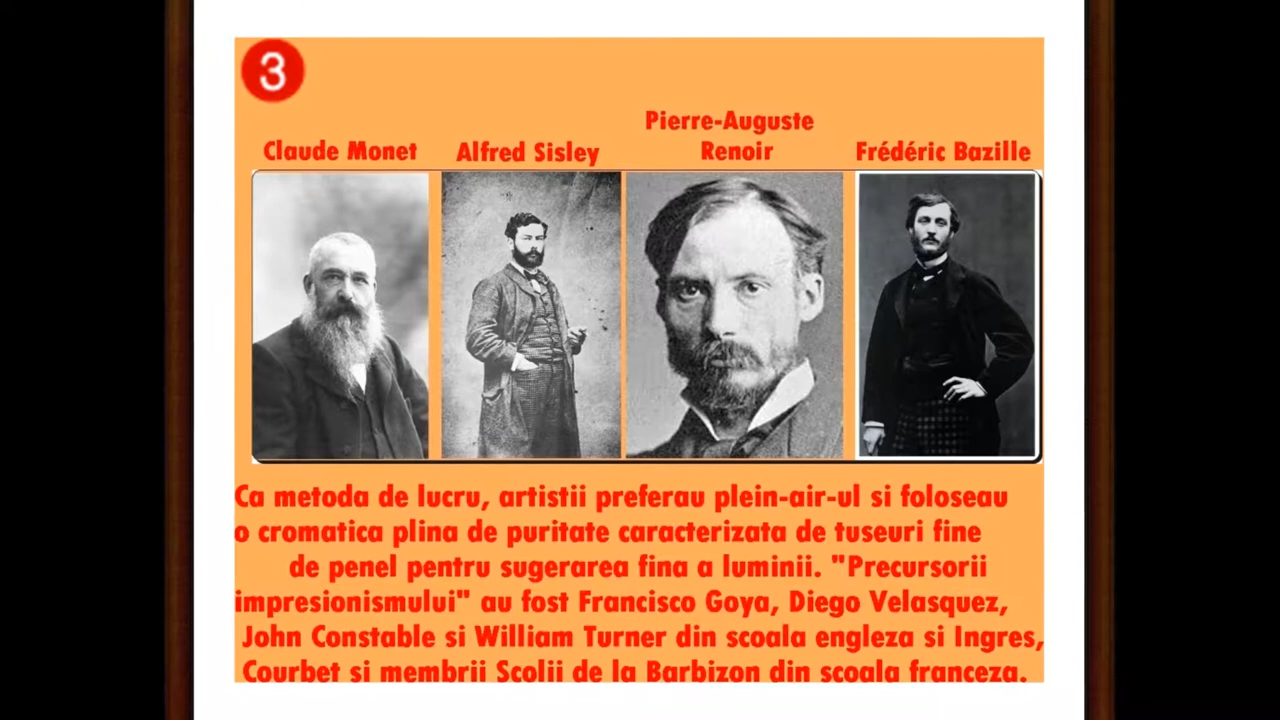 3
Claude Monet
Alfred Sisley
Pierre-Auguste
Renoir
Frédéric Bazille
Ca metoda de lucru, artistii preferau plein-air-ul si foloseau
o cromatica plina de puritate caracterizata de tuseuri fine
de penel pentru sugerarea fina a luminii. "Precursorii
impresionismului" au fost Francisco Goya, Diego Velasquez,
John Constable si William Turner din scoala engleza si Ingres,
Courbet si membrii Scolii de la Barbizon din scoala franceza.